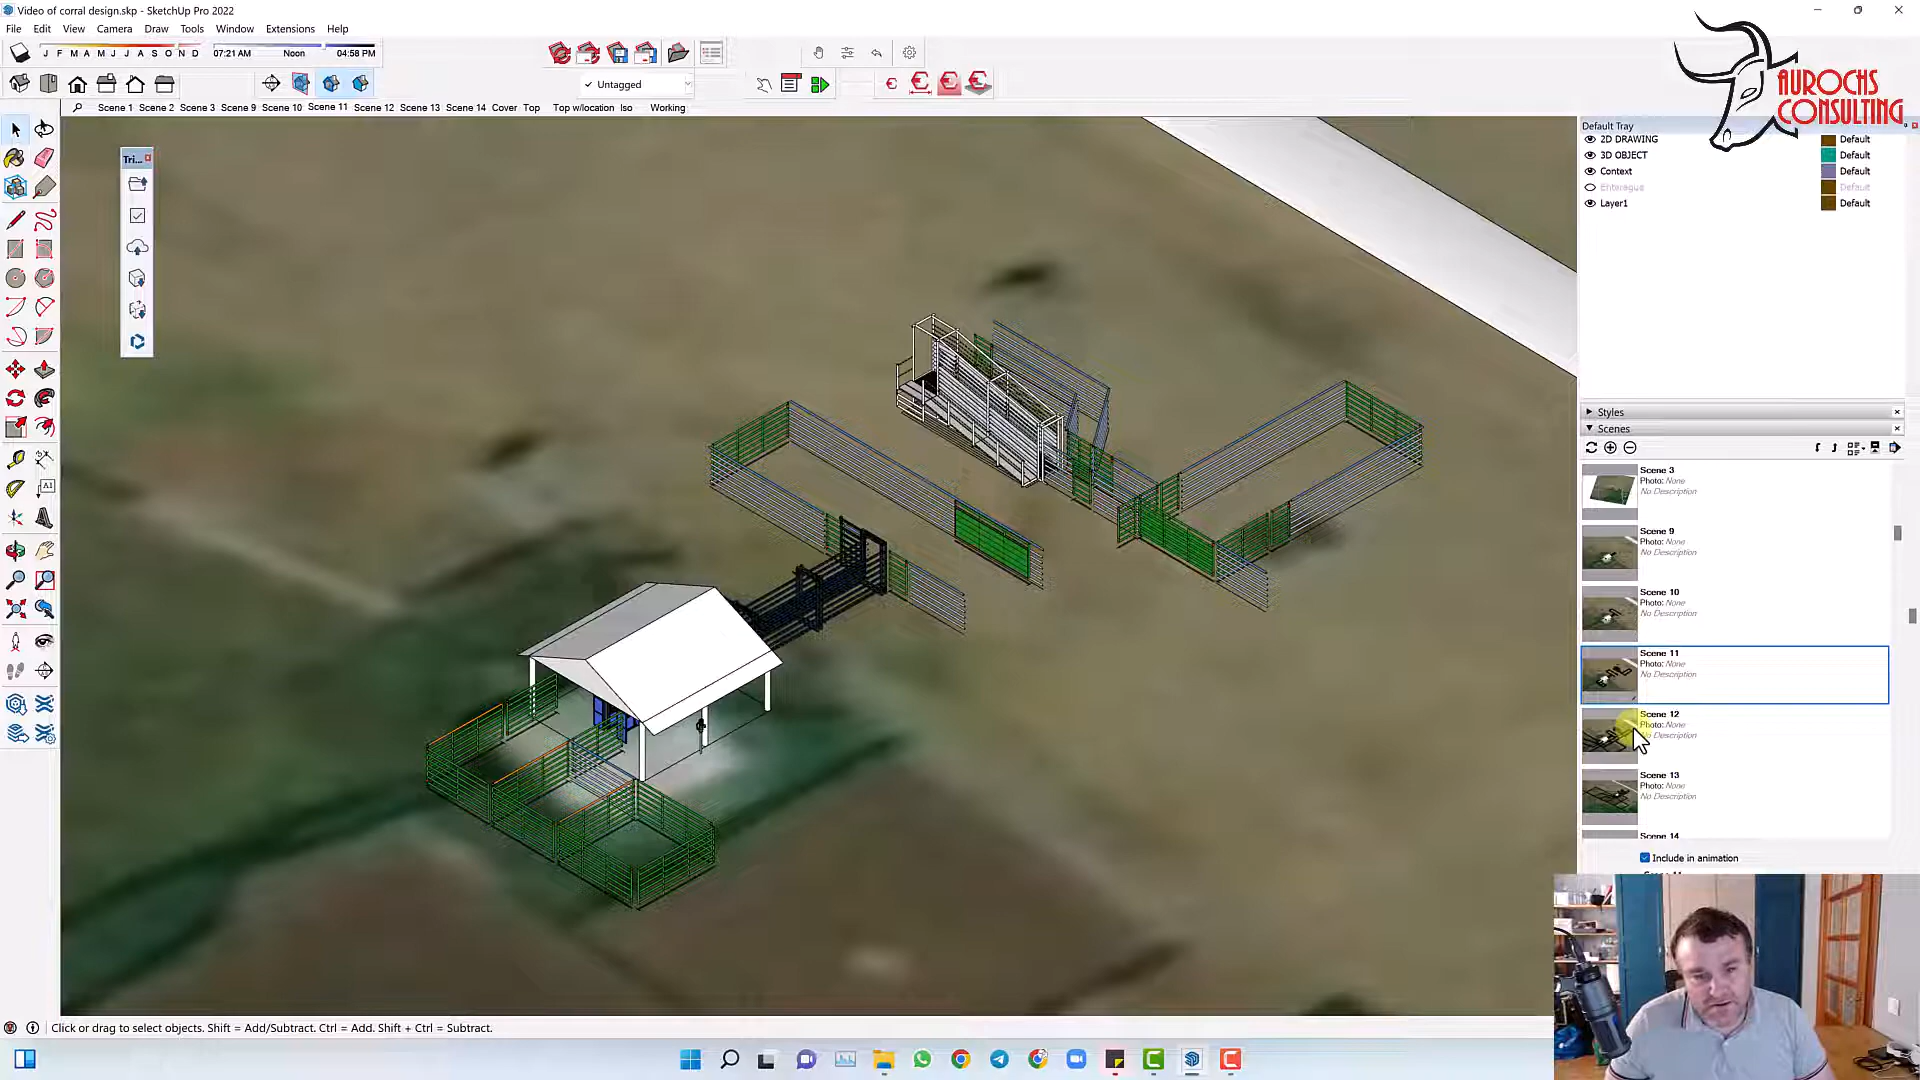 Video of corral design.skp - SketchUp Pro 2022
File Edit View Camera Draw Tools Window Extensions Help
J F M A M J J A S O N D 07:21 AM Noon 04:58 PM
✓ Untagged
Scene 1 Scene 2 Scene 3 Scene 9 Scene 10 Scene 11 Scene 12 Scene 13 Scene 14 Cover Top Top w/location Iso Working
AUROCHS
CONSULTING
Tri...
Default Tray
2D DRAWING Default
3D OBJECT Default
Context Default
Default
Layer1 Default
Styles
Scenes
Scene 3
Photo: None
No Description
Scene 9
Photo: None
No Description
Scene 10
Photo: None
No Description
Scene 11
Photo: None
No Description
Scene 12
Photo: None
No Description
Scene 13
Photo: None
No Description
Scene 14
Include in animation
Click or drag to select objects. Shift = Add/Subtract. Ctrl = Add. Shift + Ctrl = Subtract.